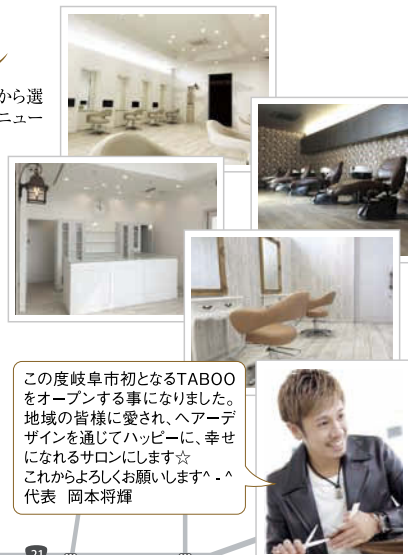 から選
ニュー
この度岐阜市初となるTABOO
をオープンする事になりました。
地域の皆様に愛され、ヘアーデ
ザインを通じてハッピーに、幸せ
になれるサロンにします☆
これからよろしくお願いします^ - ^
代表 岡本将輝
21